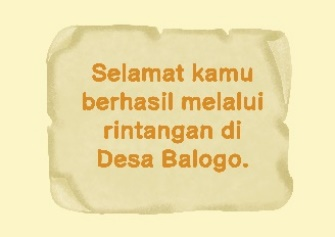 Selamat kamu
berhasil melalui
rintangan di
Desa Balogo.